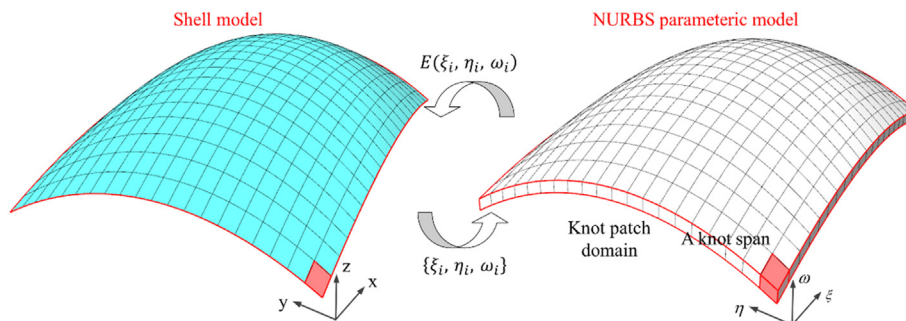 Shell model
NURBS parameteric model
E(ξᵢ, ηᵢ, ωᵢ)
Knot patch
domain
A knot span
{ξᵢ, ηᵢ, ωᵢ}
z
x
y
ω
ξ
η